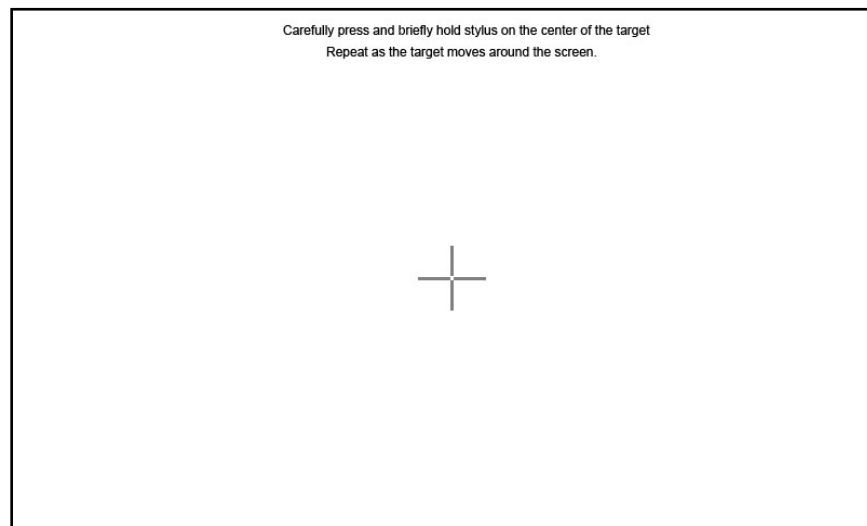 Carefully press and briefly hold stylus on the center of the target
Repeat as the target moves around the screen.